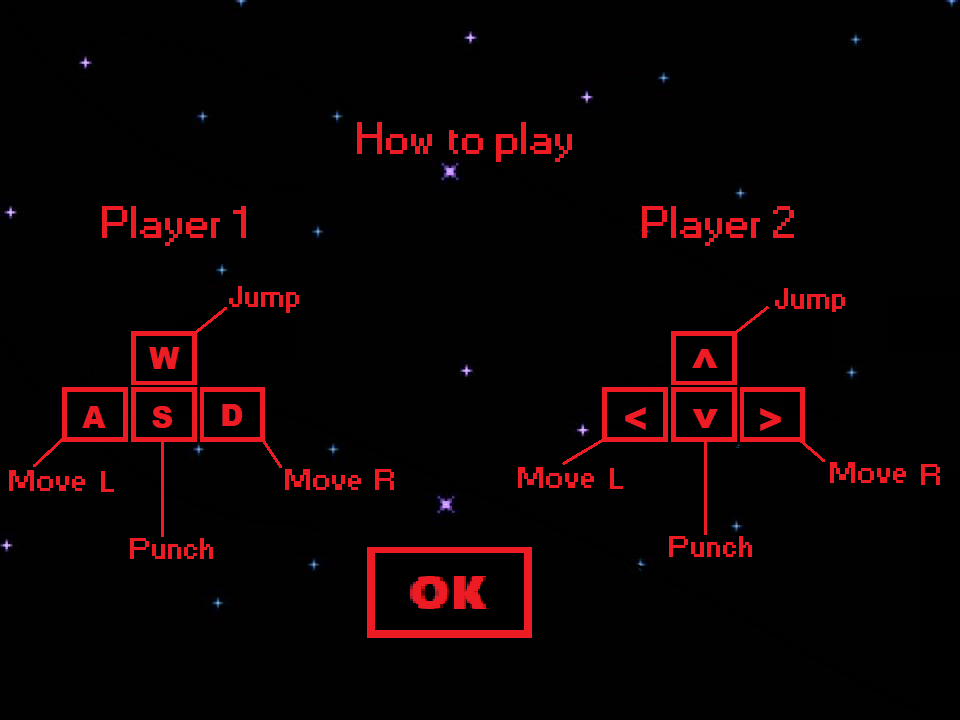 How to play
Player 1
Player 2
Jump
Jump
W
^
A S D
< v >
Move L
Move R
Move L
Move R
Punch
Punch
OK